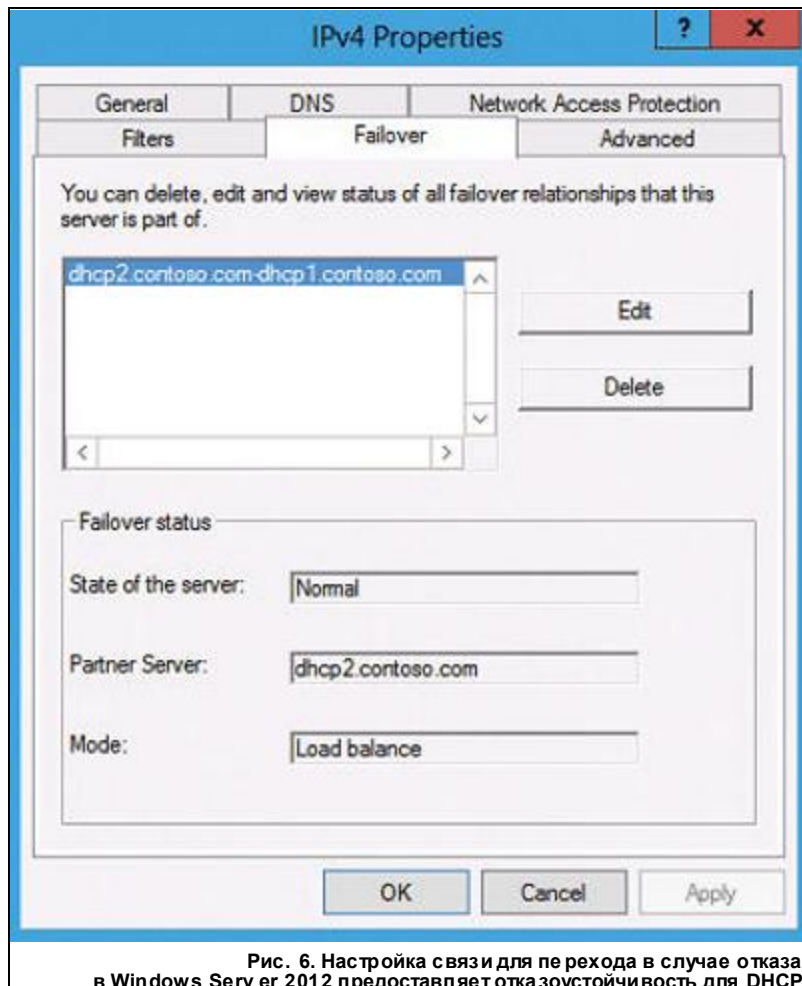 IPv4 Properties
?
x
General
DNS
Network Access Protection
Filters
Failover
Advanced
You can delete, edit and view status of all failover relationships that this
server is part of.
dhcp2.contoso.com-dhcp1.contoso.com
Edit
Delete
Failover status
State of the server:
Normal
Partner Server:
dhcp2.contoso.com
Mode:
Load balance
OK
Cancel
Apply
Рис. 6. Настройка связи для перехода в случае отказа
в Windows Server 2012 предоставляет отказоустойчивость для DHCP